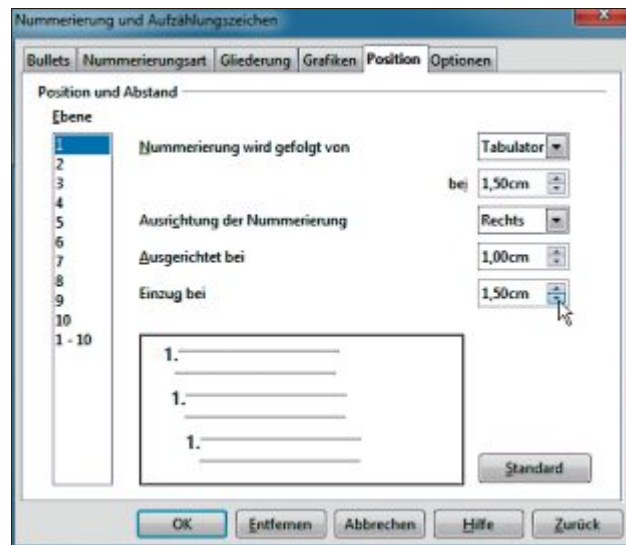 Nummerierung und Aufzählungszeichen
Bullets Nummerierungsart Gliederung Grafiken Position Optionen
Position und Abstand
Ebene
1
2
3
4
5
6
7
8
9
10
1 - 10
Nummerierung wird gefolgt von Tabulator
bei 1,50cm
Ausrichtung der Nummerierung Rechts
Ausgerichtet bei 1,00cm
Einzug bei 1,50cm
1.
1.
1.
Standard
OK Entfernen Abbrechen Hilfe Zurück